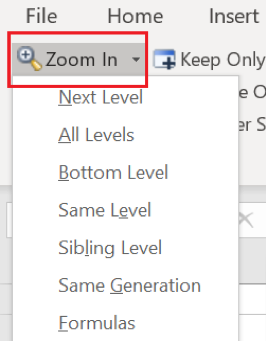 File Home Insert
Zoom In Keep Only
Next Level
All Levels
Bottom Level
Same Level
Sibling Level
Same Generation
Formulas